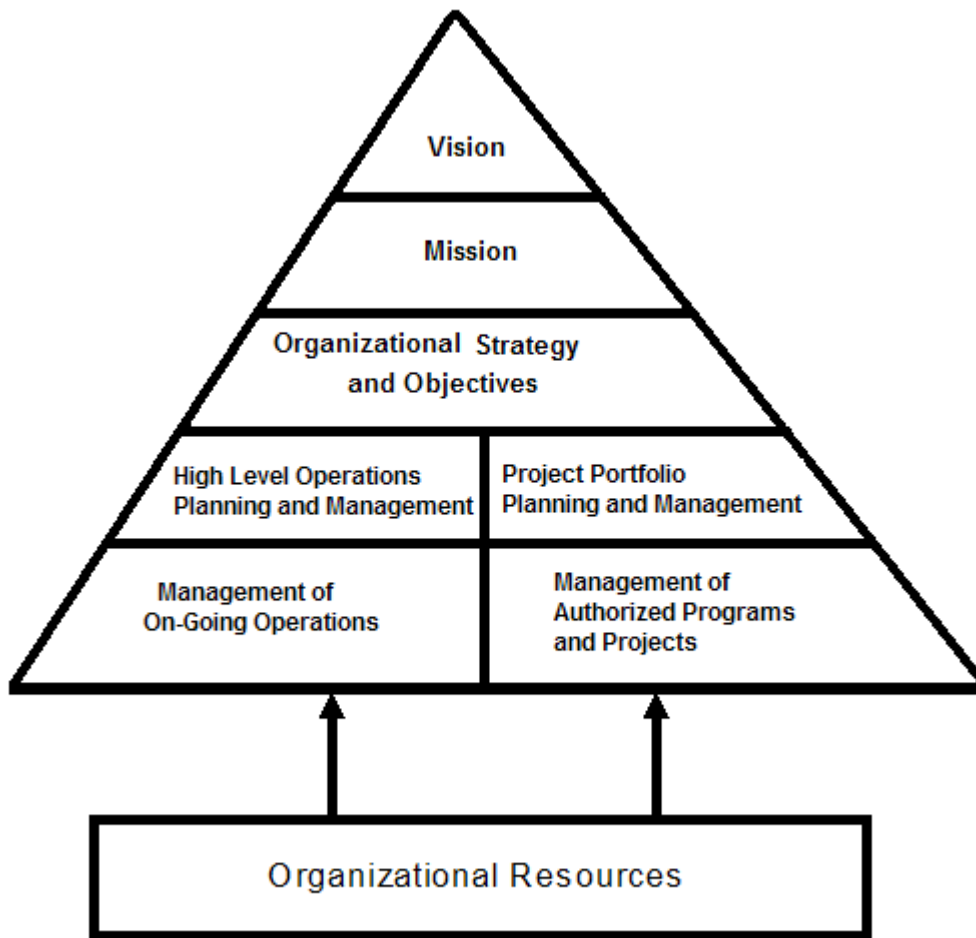 Vision
Mission
Organizational Strategy
and Objectives
High Level Operations
Planning and Management
Project Portfolio
Planning and Management
Management of
On-Going Operations
Management of
Authorized Programs
and Projects
Organizational Resources